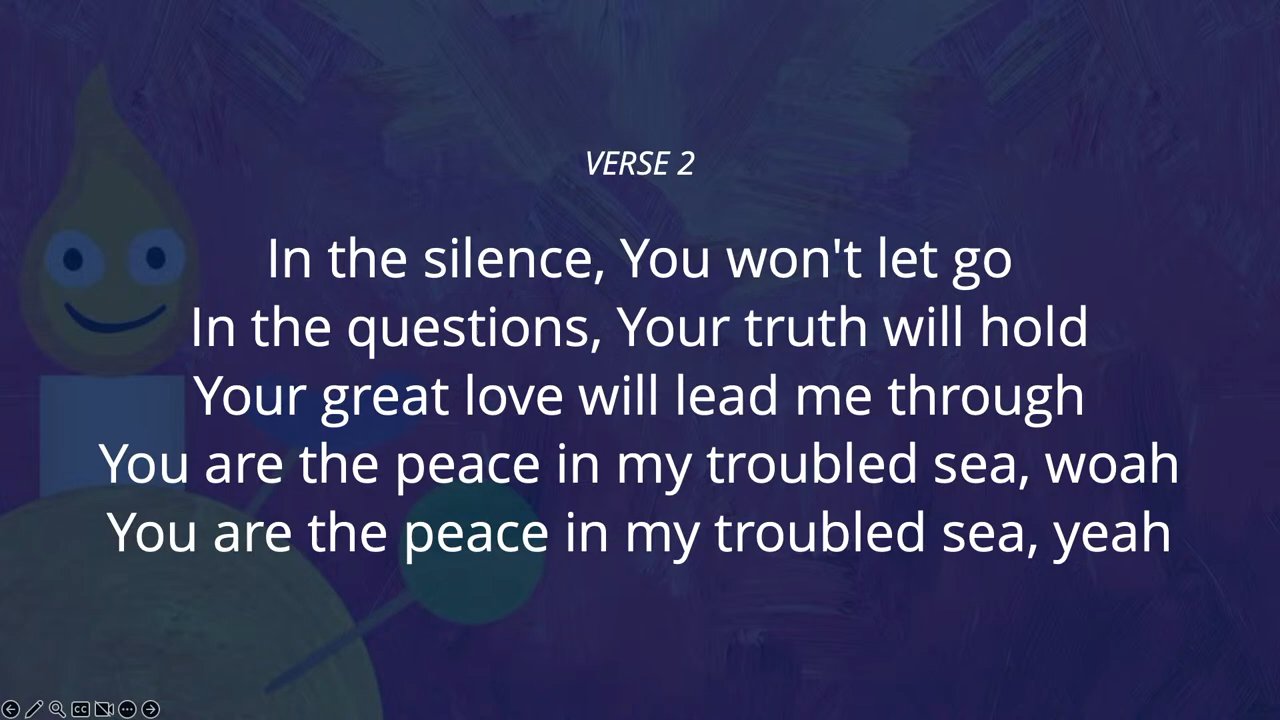 VERSE 2
In the silence, You won't let go
In the questions, Your truth will hold
Your great love will lead me through
You are the peace in my troubled sea, woah
You are the peace in my troubled sea, yeah
CC